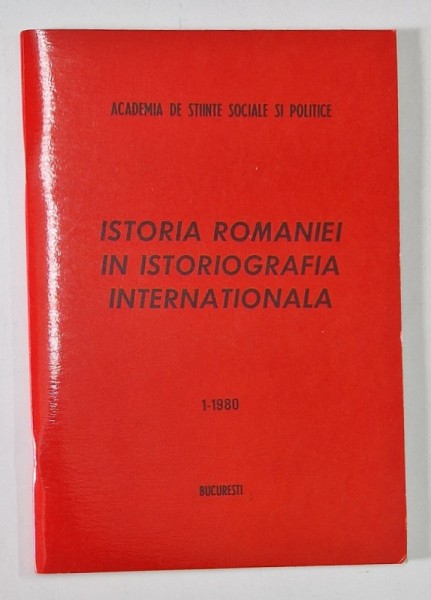 ACADEMIA DE STIINTE SOCIALE SI POLITICE
ISTORIA ROMANIEI
IN ISTORIOGRAFIA
INTERNATIONALA
1-1980
BUCURESTI